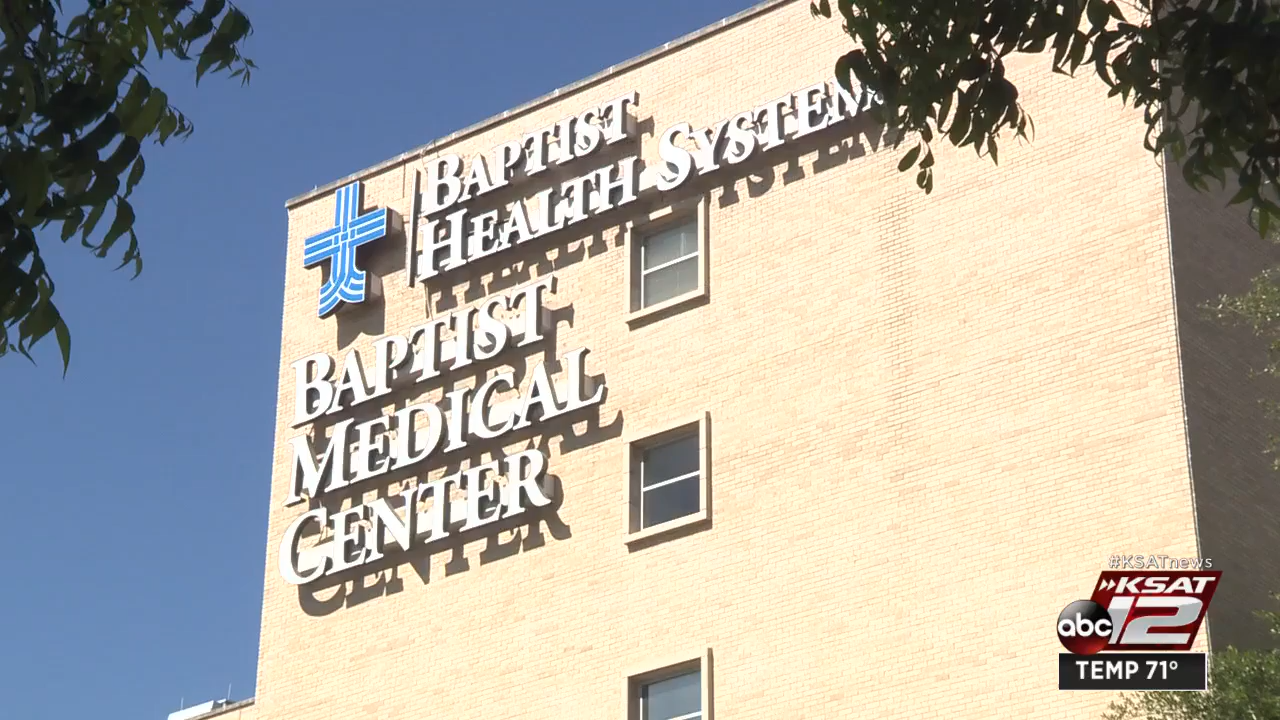 BAPTIST
HEALTH SYSTEM
BAPTIST
MEDICAL
CENTER
#KSATnews
KSAT
abc 12
TEMP 71°